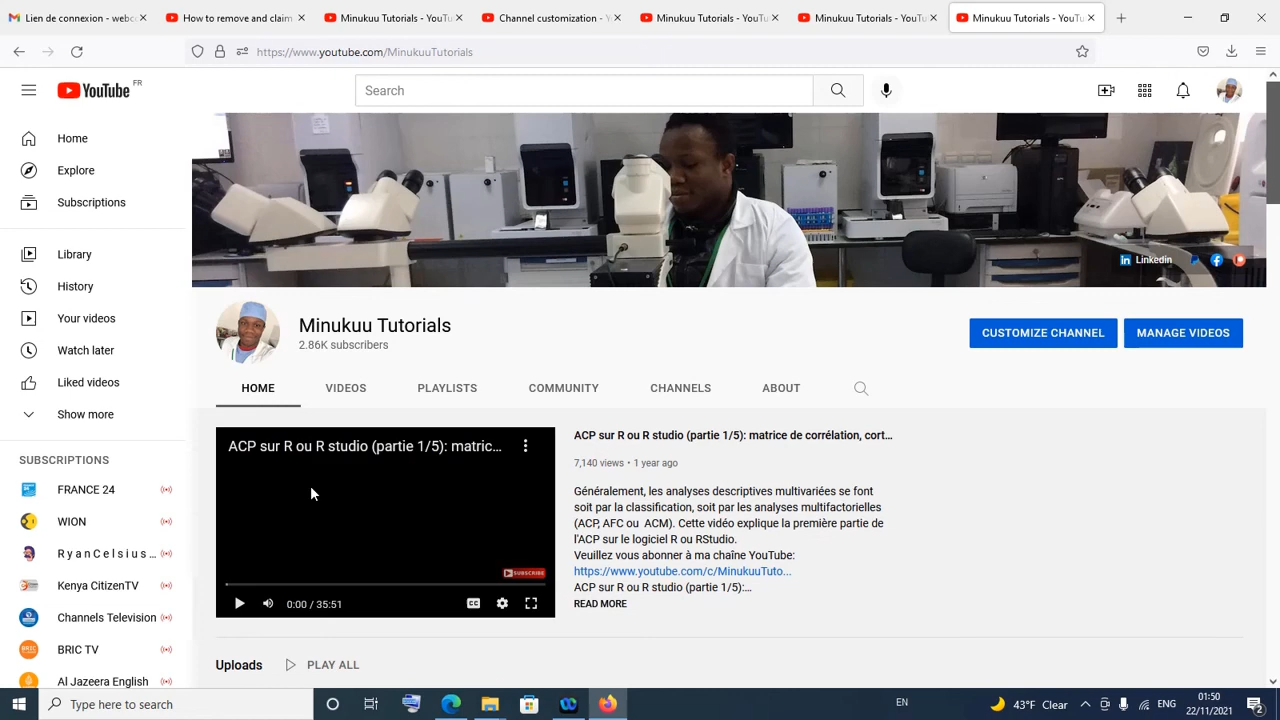 Lien de connexion - webco
How to remove and claim
Minukuu Tutorials - YouTu
Channel customization - Y
Minukuu Tutorials - YouTu
Minukuu Tutorials - YouTu
Minukuu Tutorials - YouTu
https://www.youtube.com/MinukuuTutorials
YouTube FR
Search
Home
Explore
Subscriptions
Library
History
Your videos
Watch later
Liked videos
Show more
SUBSCRIPTIONS
FRANCE 24
WION
R y a n C e l s i u s ...
Kenya CitizenTV
Channels Television
BRIC TV
Al Jazeera English
Linkedin
Minukuu Tutorials
2.86K subscribers
CUSTOMIZE CHANNEL
MANAGE VIDEOS
HOME VIDEOS PLAYLISTS COMMUNITY CHANNELS ABOUT
ACP sur R ou R studio (partie 1/5): matric...
SUBSCRIBE
0:00 / 35:51
ACP sur R ou R studio (partie 1/5): matrice de corrélation, cort...
7,140 views • 1 year ago
Généralement, les analyses descriptives multivariées se font
soit par la classification, soit par les analyses multifactorielles
(ACP, AFC ou ACM). Cette vidéo explique la première partie de
l'ACP sur le logiciel R ou RStudio.
Veuillez vous abonner à ma chaîne YouTube:
https://www.youtube.com/c/MinukuuTuto...
ACP sur R ou R studio (partie 1/5):...
READ MORE
Uploads
PLAY ALL
Type here to search
EN
43°F Clear
ENG
01:50
22/11/2021
2